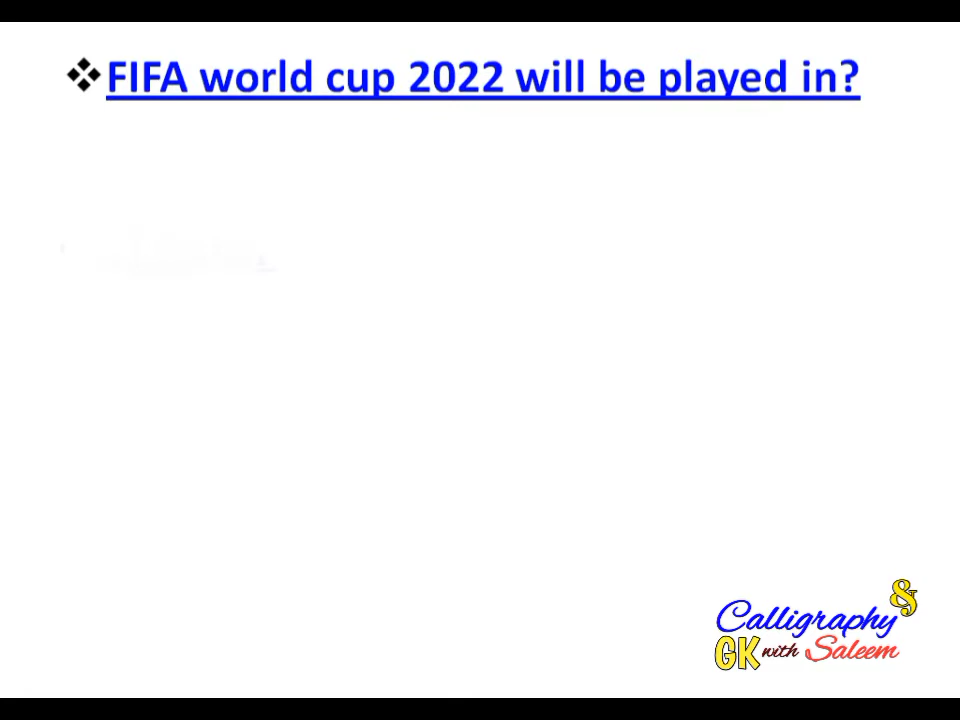 ❖FIFA world cup 2022 will be played in?
Calligraphy &
GK with Saleem